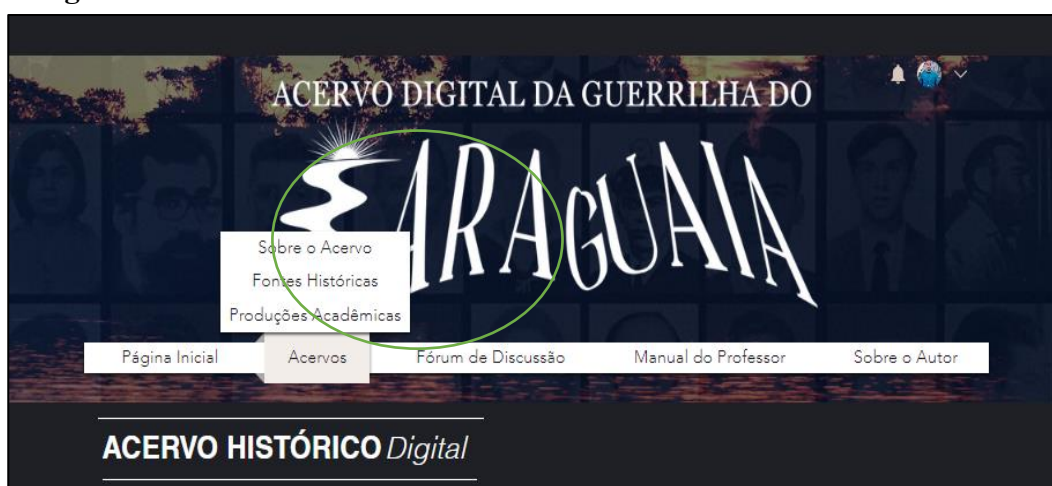 ACERVO DIGITAL DA GUERRILHA DO
ARAGUAIA
Sobre o Acervo
Fontes Históricas
Produções Acadêmicas
Página Inicial Acervos Fórum de Discussão Manual do Professor Sobre o Autor
ACERVO HISTÓRICO Digital